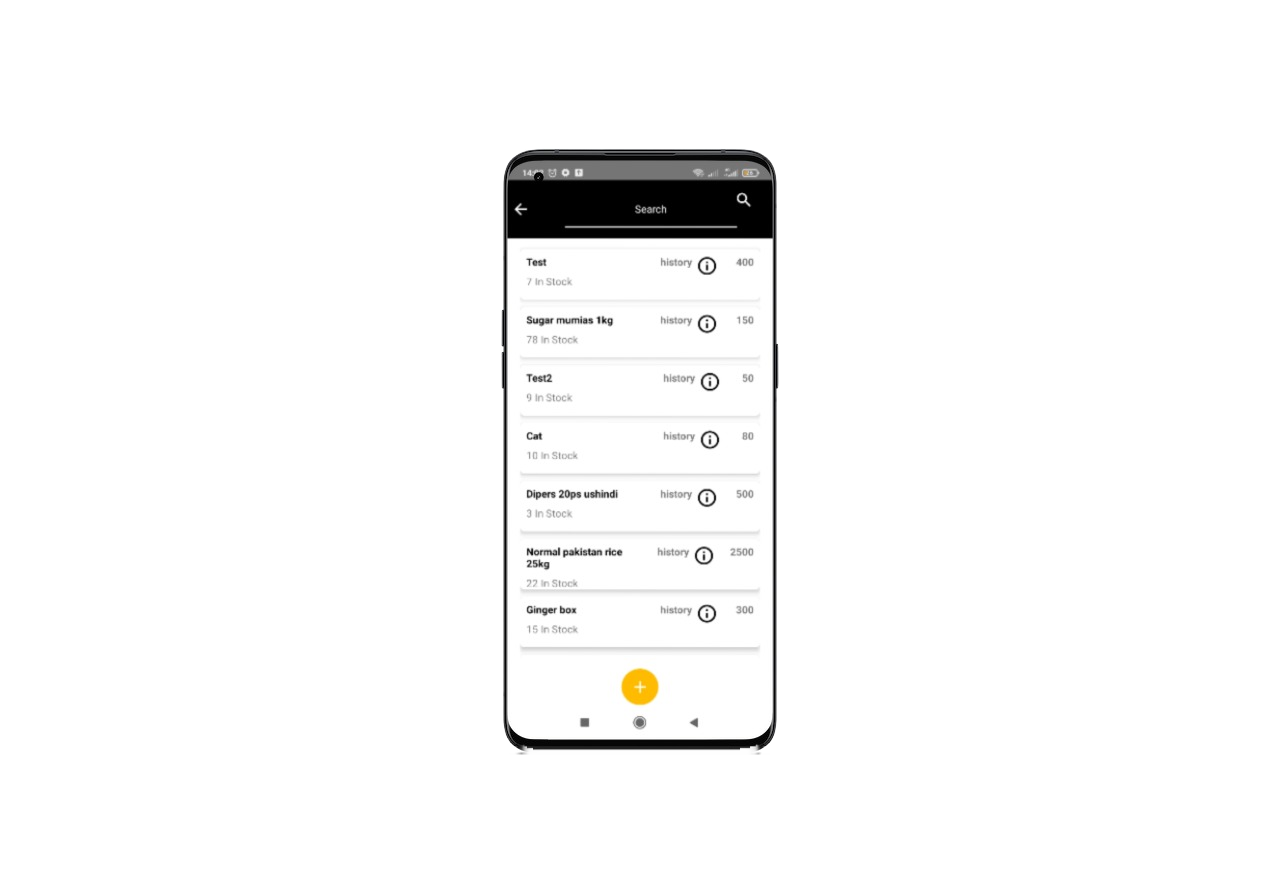 Search
Test history 400
7 In Stock
Sugar mumias 1kg history 150
78 In Stock
Test2 history 50
9 In Stock
Cat history 80
10 In Stock
Dipers 20ps ushindi history 500
3 In Stock
Normal pakistan rice history 2500
25kg
22 In Stock
Ginger box history 300
15 In Stock